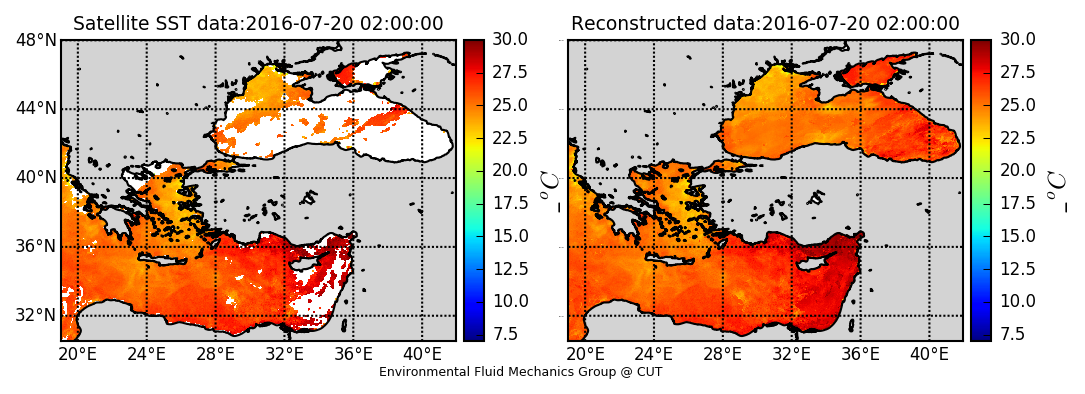 Satellite SST data:2016-07-20 02:00:00
48°N
44°N
40°N
36°N
32°N
20°E 24°E 28°E 32°E 36°E 40°E
30.0
27.5
25.0
22.5
20.0
17.5
15.0
12.5
10.0
7.5
°C
Reconstructed data:2016-07-20 02:00:00
20°E 24°E 28°E 32°E 36°E 40°E
30.0
27.5
25.0
22.5
20.0
17.5
15.0
12.5
10.0
7.5
°C
Environmental Fluid Mechanics Group @ CUT